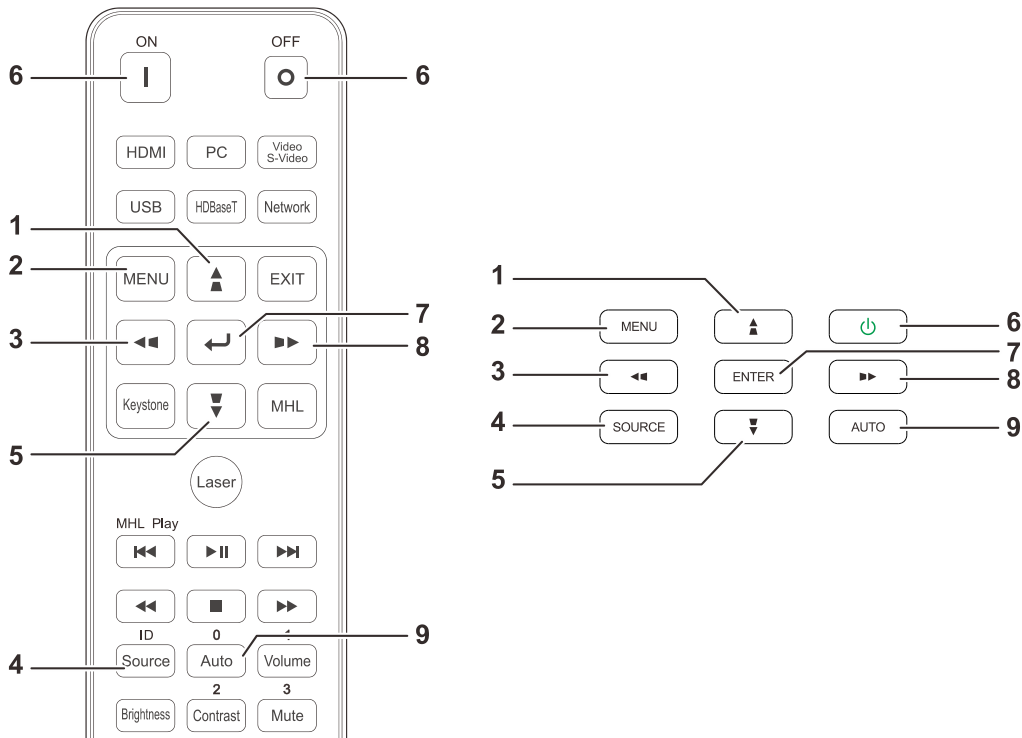 ON OFF
6 6
HDMI PC Video S-Video
USB HDBaseT Network
1
2 MENU EXIT
3 7
8
Keystone MHL
5
Laser
MHL Play
ID 0 9
4 Source Auto Volume
2 3
Brightness Contrast Mute
1
2 MENU 6
7
3 ENTER 8
4 SOURCE AUTO 9
5